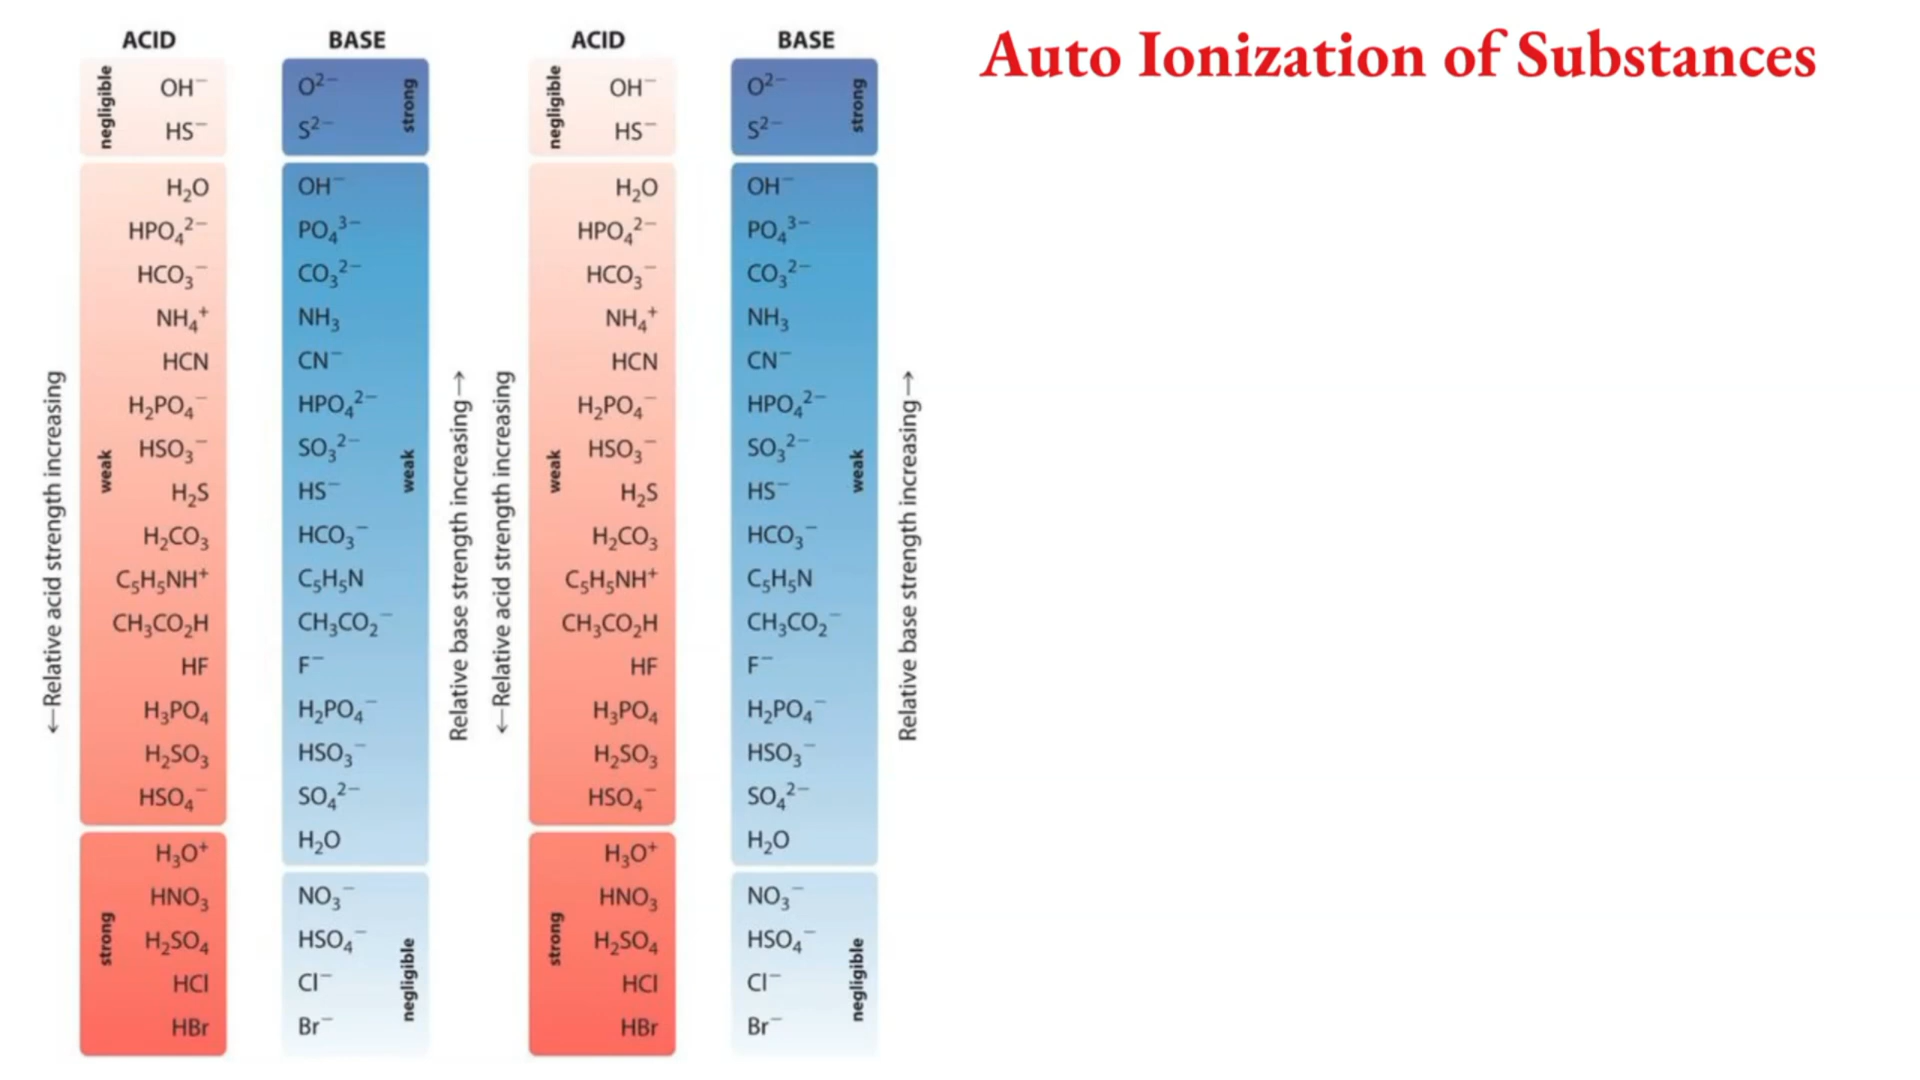 ACID BASE ACID BASE
Auto Ionization of Substances
negligible
OH⁻
HS⁻
weak
H₂O
HPO₄²⁻
HCO₃⁻
NH₄⁺
HCN
H₂PO₄⁻
HSO₃⁻
H₂S
H₂CO₃
C₅H₅NH⁺
CH₃CO₂H
HF
H₃PO₄
H₂SO₃
HSO₄⁻
strong
H₃O⁺
HNO₃
H₂SO₄
HCl
HBr
←Relative acid strength increasing
O²⁻
S²⁻
strong
OH⁻
PO₄³⁻
CO₃²⁻
NH₃
CN⁻
HPO₄²⁻
SO₃²⁻
HS⁻
HCO₃⁻
C₅H₅N
CH₃CO₂⁻
F⁻
H₂PO₄⁻
HSO₃⁻
SO₄²⁻
H₂O
weak
NO₃⁻
HSO₄⁻
Cl⁻
Br⁻
negligible
Relative base strength increasing→
←Relative acid strength increasing
negligible
OH⁻
HS⁻
weak
H₂O
HPO₄²⁻
HCO₃⁻
NH₄⁺
HCN
H₂PO₄⁻
HSO₃⁻
H₂S
H₂CO₃
C₅H₅NH⁺
CH₃CO₂H
HF
H₃PO₄
H₂SO₃
HSO₄⁻
strong
H₃O⁺
HNO₃
H₂SO₄
HCl
HBr
O²⁻
S²⁻
strong
OH⁻
PO₄³⁻
CO₃²⁻
NH₃
CN⁻
HPO₄²⁻
SO₃²⁻
HS⁻
HCO₃⁻
C₅H₅N
CH₃CO₂⁻
F⁻
H₂PO₄⁻
HSO₃⁻
SO₄²⁻
H₂O
weak
NO₃⁻
HSO₄⁻
Cl⁻
Br⁻
negligible
Relative base strength increasing→